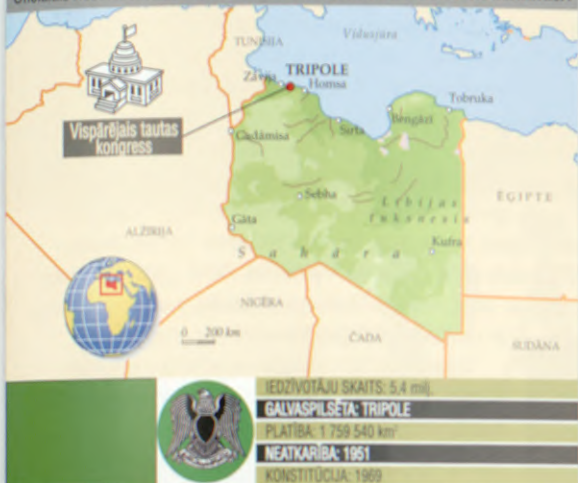 TUNISIJA
Vidusjūra
Zāvija
TRIPOLE
Homsa
Tobruka
Vispārējais tautas
kongress
Gadāmisa
Sirta
Bengāzī
Sebha
Lībijas
tuksnesis
ĒGIPTE
ALŽĪRIJA
Gāta
Kufra
Sahāra
NIGĒRA
0 200 km
ČADA
SUDĀNA
IEDZĪVOTĀJU SKAITS: 5,4 milj.
GALVASPILSĒTA: TRIPOLE
PLATĪBA: 1 759 540 km²
NEATKARĪBA: 1951
KONSTITŪCIJA: 1969